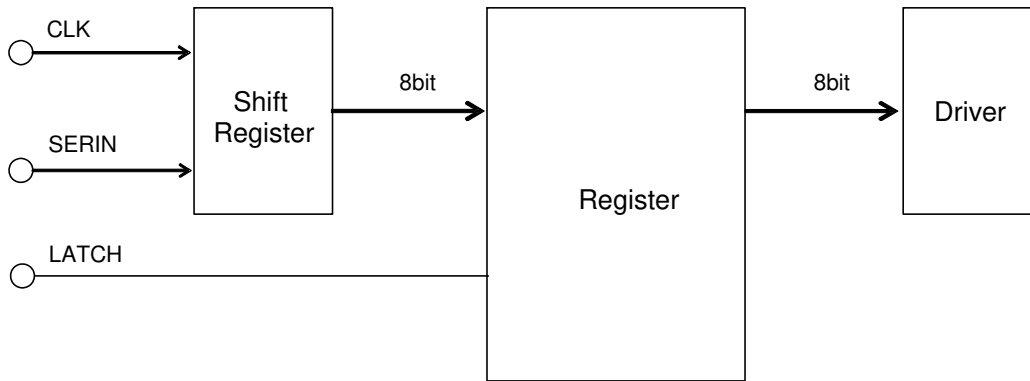 CLK
SERIN
LATCH
Shift
Register
8bit
Register
8bit
Driver